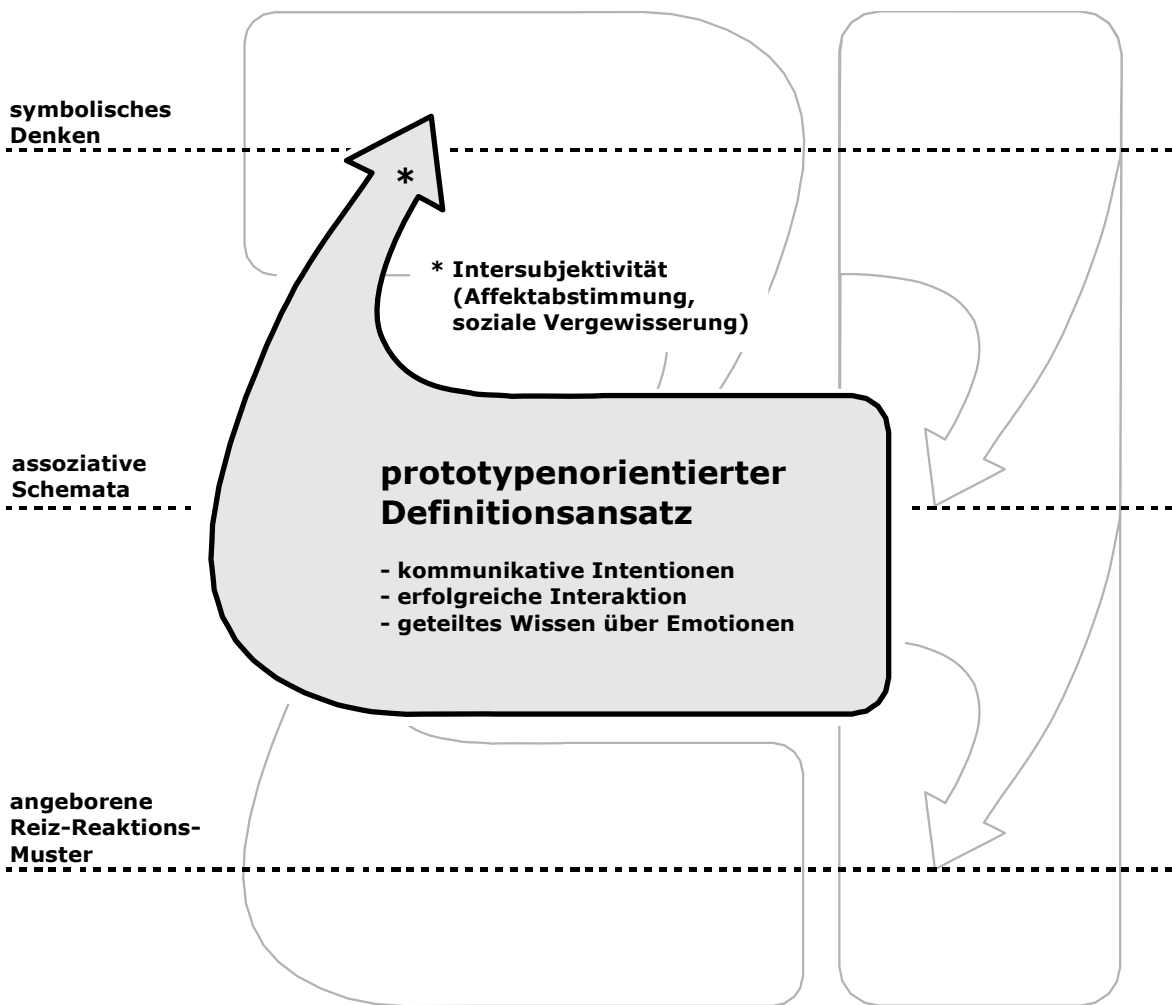 symbolisches
Denken
*
* Intersubjektivität
(Affektabstimmung,
soziale Vergewisserung)
assoziative
Schemata
prototypenorientierter
Definitionsansatz
- kommunikative Intentionen
- erfolgreiche Interaktion
- geteiltes Wissen über Emotionen
angeborene
Reiz-Reaktions-
Muster